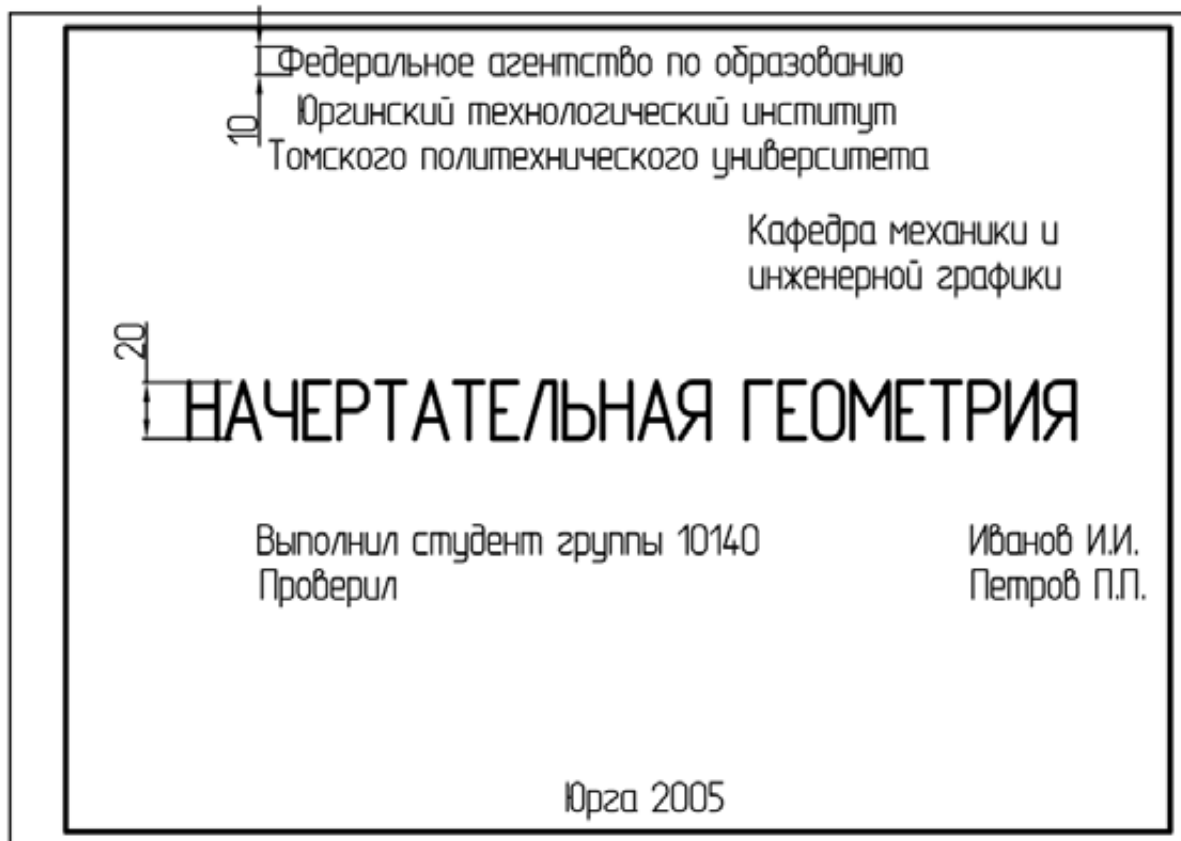 Федеральное агентство по образованию
10
Юргинский технологический институт
Томского политехнического университета
Кафедра механики и
инженерной графики
20
НАЧЕРТАТЕЛЬНАЯ ГЕОМЕТРИЯ
Выполнил студент группы 10140 Иванов И.И.
Проверил Петров П.П.
Юрга 2005